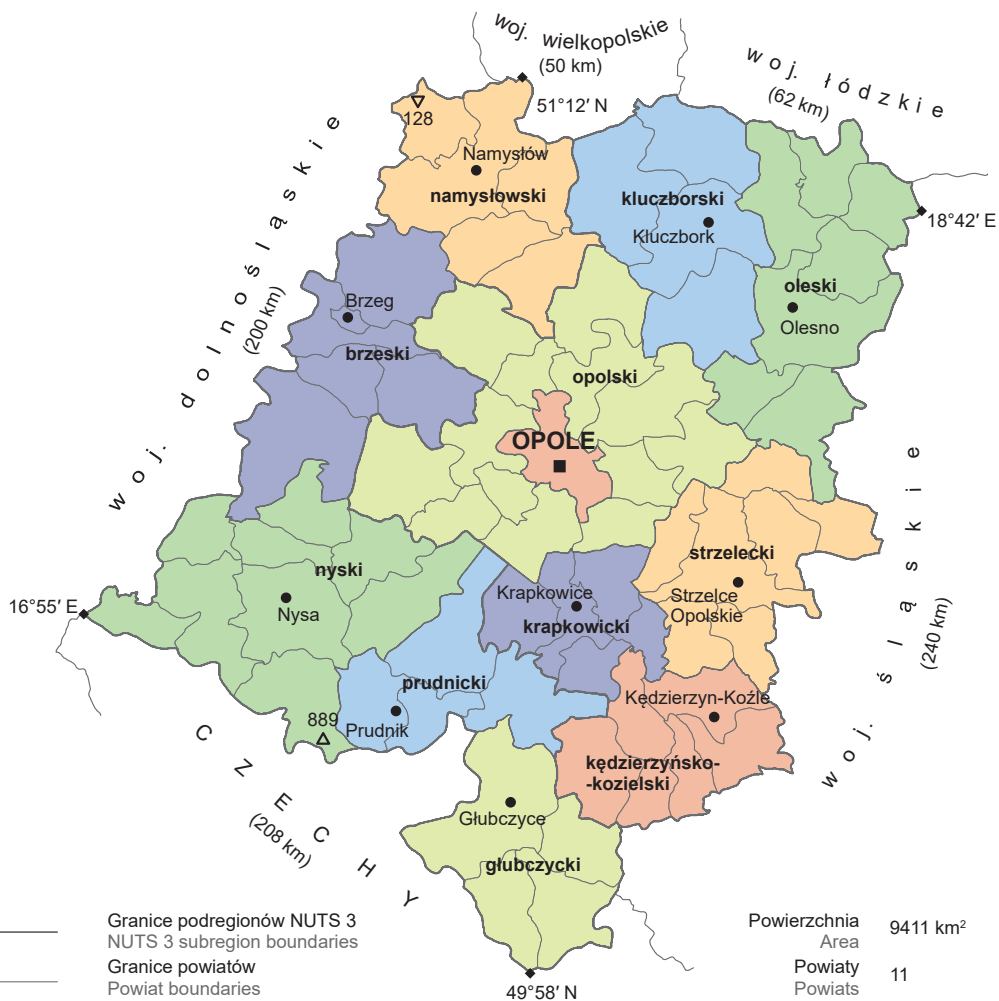 woj. wielkopolskie
(50 km)
woj. łódzkie
(62 km)
51°12′ N
128
Namysłów
namysłowski
kluczborski
Kluczbork
18°42′ E
woj. dolnośląskie
(200 km)
Brzeg
brzeski
oleski
Olesno
opolski
OPOLE
woj. śląskie
(240 km)
strzelecki
Strzelce
Opolskie
nyski
Nysa
16°55′ E
Krapkowice
krapkowicki
prudnicki
Prudnik
889
Kędzierzyn-Koźle
kędzierzyńsko-
-kozielski
CZECHY
(208 km)
Głubczyce
głubczycki
49°58′ N
Granice podregionów NUTS 3
NUTS 3 subregion boundaries
Granice powiatów
Powiat boundaries
Powierzchnia 9411 km²
Area
Powiaty 11
Powiats